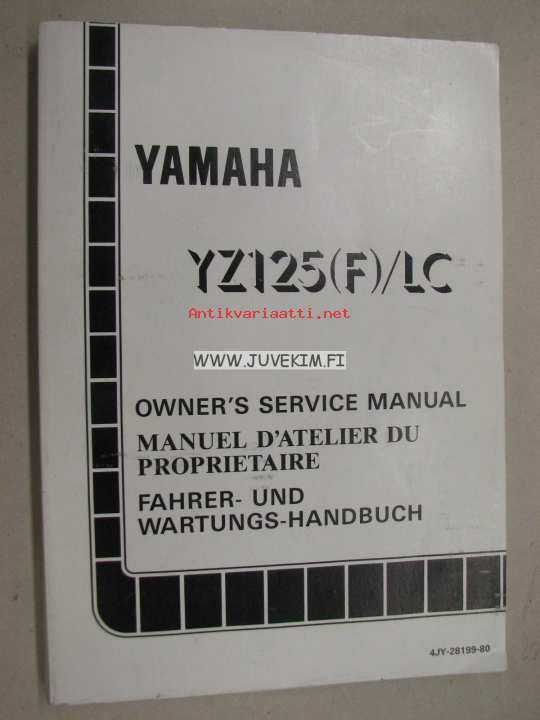 YAMAHA
YZ125(F)/LC
Antikvariaatti.net
WWW.JUVEKIM.FI
OWNER'S SERVICE MANUAL
MANUEL D'ATELIER DU
PROPRIETAIRE
FAHRER- UND
WARTUNGS-HANDBUCH
4JY-28199-80